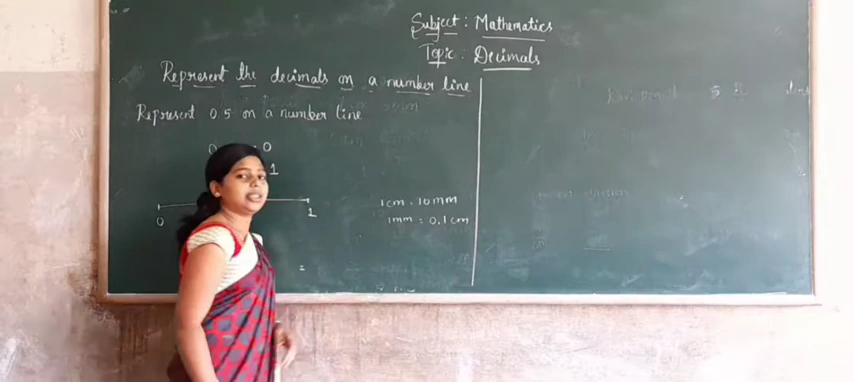 Subject : Mathematics
Topic : Decimals
Represent the decimals on a number line
Represent 0.5 on a number line
0 0
1
0 1
1cm = 10mm
1mm = 0.1cm